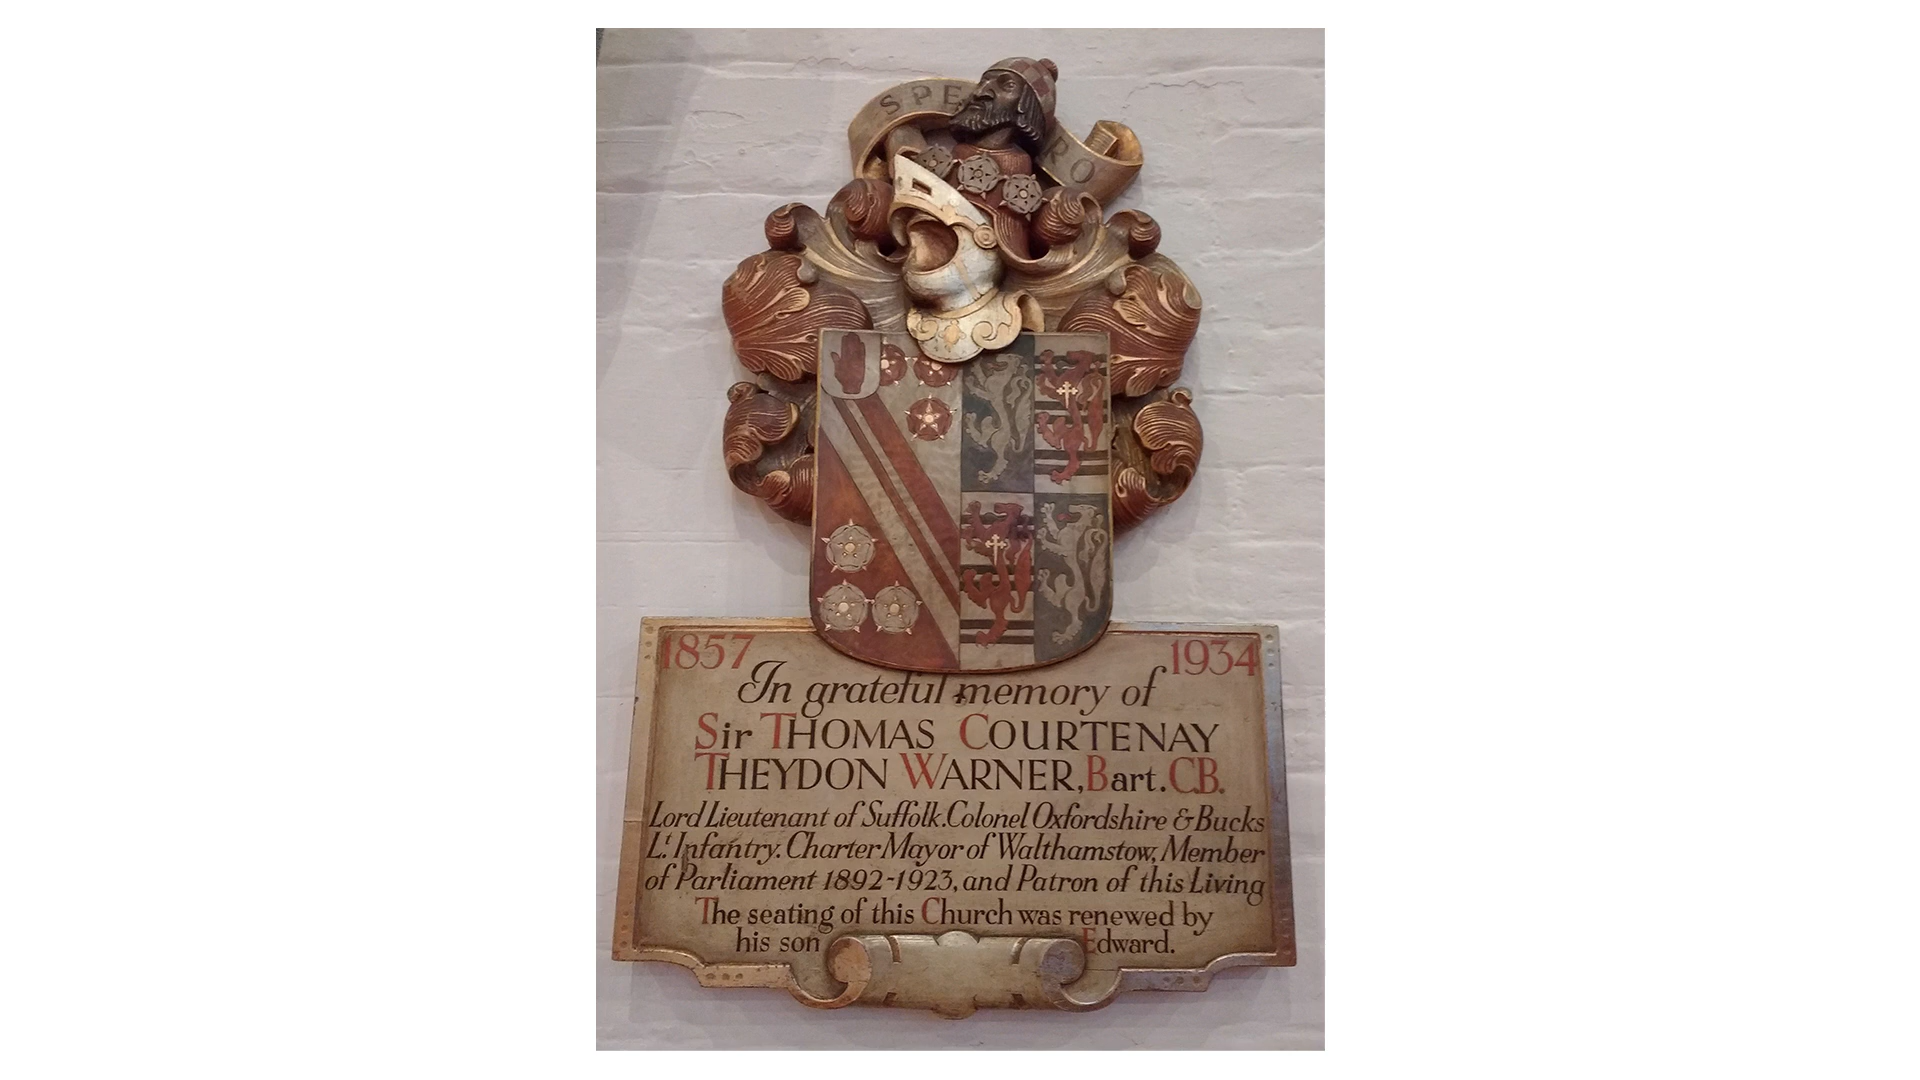 SPE RO
1857 1934
In grateful memory of
Sir THOMAS COURTENAY
THEYDON WARNER, Bart. C.B.
Lord Lieutenant of Suffolk. Colonel Oxfordshire & Bucks
Lt. Infantry. Charter Mayor of Walthamstow, Member
of Parliament 1892-1923, and Patron of this Living
The seating of this Church was renewed by
his son Edward.